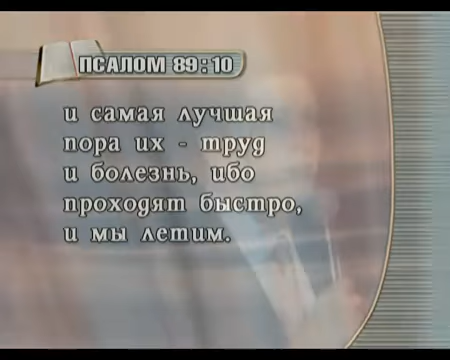 ПСАЛОМ 89:10
и самая лучшая
пора их - труд
и болезнь, ибо
проходят быстро,
и мы летим.